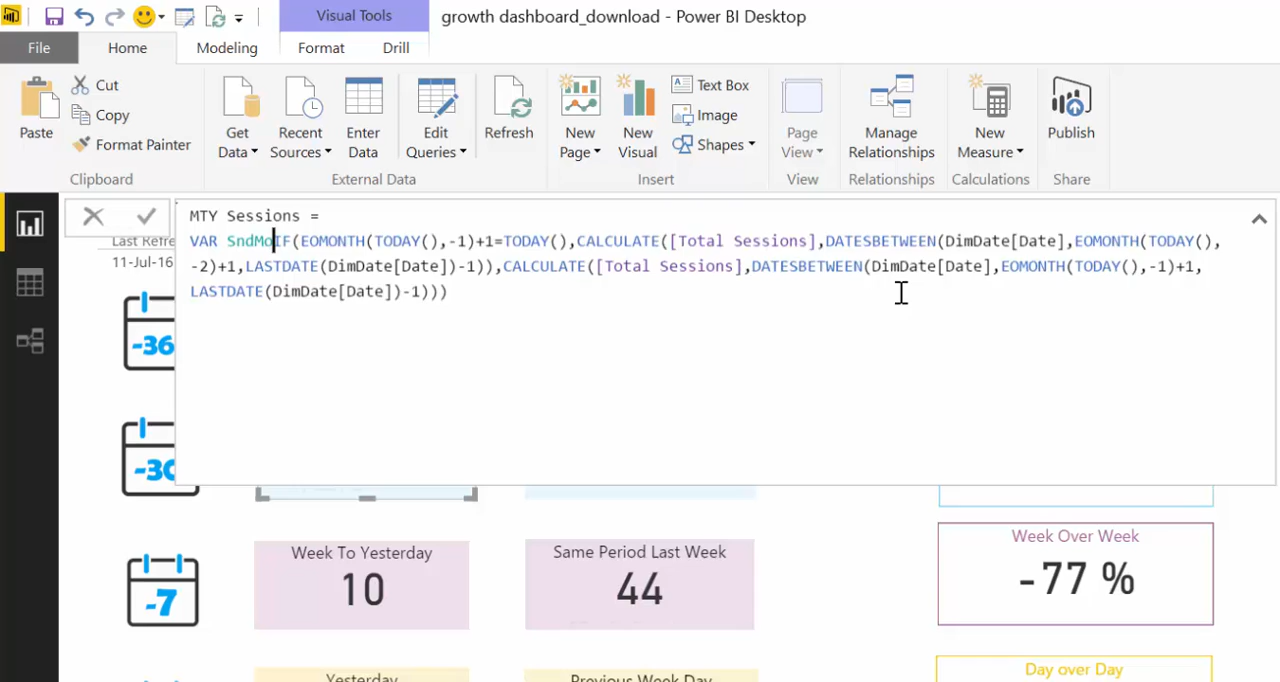 Visual Tools
growth dashboard_download - Power BI Desktop
File
Home
Modeling
Format
Drill
Paste
Cut
Copy
Format Painter
Clipboard
Get Data
Recent Sources
Enter Data
Edit Queries
External Data
Refresh
New Page
New Visual
Text Box
Image
Shapes
Insert
Page View
View
Manage Relationships
Relationships
New Measure
Calculations
Publish
Share
MTY Sessions =
VAR SndMoIF(EOMONTH(TODAY(),-1)+1=TODAY(),CALCULATE([Total Sessions],DATESBETWEEN(DimDate[Date],EOMONTH(TODAY(),
-2)+1,LASTDATE(DimDate[Date])-1)),CALCULATE([Total Sessions],DATESBETWEEN(DimDate[Date],EOMONTH(TODAY(),-1)+1,
LASTDATE(DimDate[Date])-1)))
Last Refre
11-Jul-16
-36
-30
-7
Week To Yesterday
10
Same Period Last Week
44
Week Over Week
-77 %
Yesterday
Previous Week Day
Day over Day